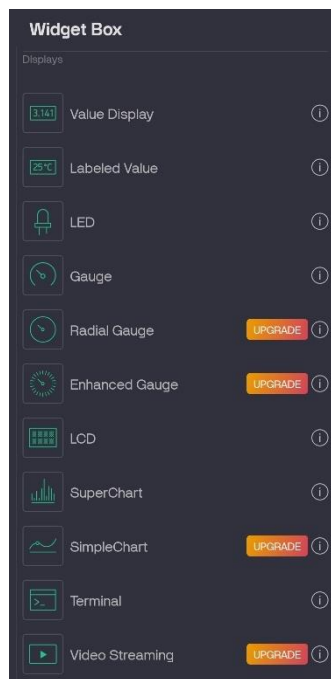 Widget Box
Displays
3.141 Value Display
25°C Labeled Value
LED
Gauge
Radial Gauge UPGRADE
Enhanced Gauge UPGRADE
LCD
SuperChart
SimpleChart UPGRADE
>_ Terminal
Video Streaming UPGRADE